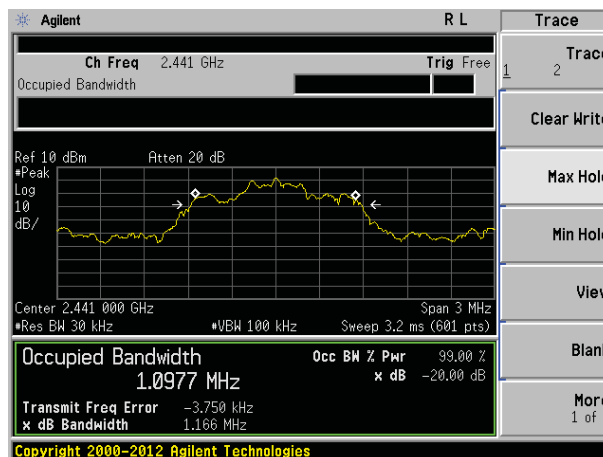 Agilent R L Trace
Ch Freq 2.441 GHz Trig Free
Occupied Bandwidth
Trace
1 2
Clear Write
Max Hold
Min Hold
View
Blank
More
1 of
Ref 10 dBm Atten 20 dB
#Peak
Log
10
dB/
Center 2.441 000 GHz Span 3 MHz
#Res BW 30 kHz #VBW 100 kHz Sweep 3.2 ms (601 pts)
Occupied Bandwidth Occ BW % Pwr 99.00 %
1.0977 MHz x dB -20.00 dB
Transmit Freq Error -3.750 kHz
x dB Bandwidth 1.166 MHz
Copyright 2000-2012 Agilent Technologies